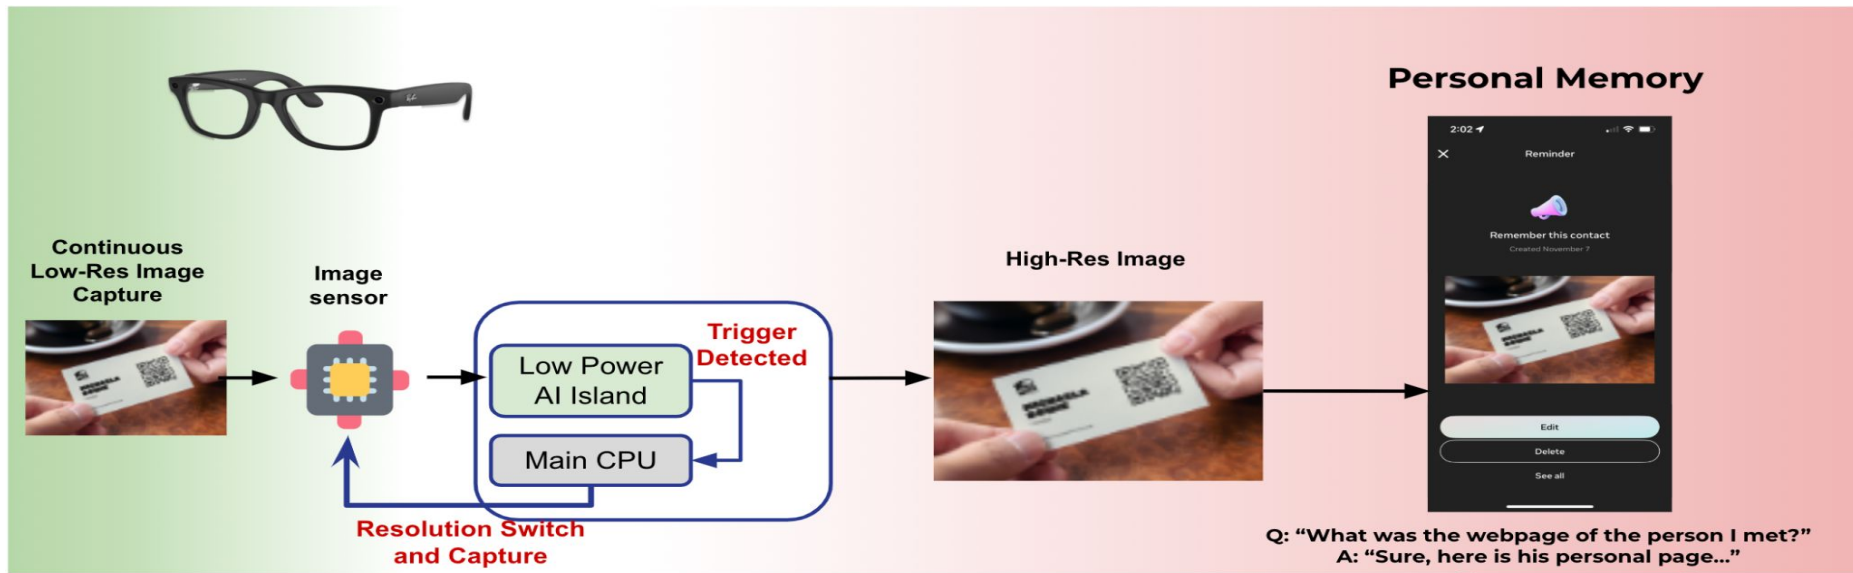 Personal Memory
Continuous
Low-Res Image
Capture
Image
sensor
Low Power
AI Island
Main CPU
Trigger
Detected
Resolution Switch
and Capture
High-Res Image
2:02
Reminder
Remember this contact
Created November 7
Edit
Delete
See all
Q: “What was the webpage of the person I met?”
A: “Sure, here is his personal page...”